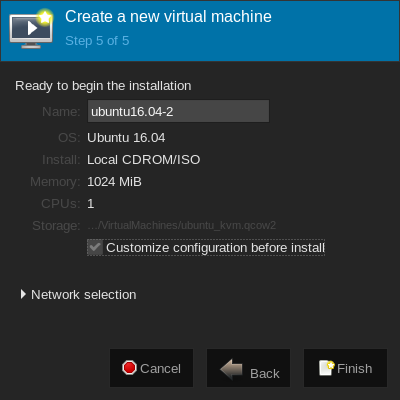 Create a new virtual machine
Step 5 of 5
Ready to begin the installation
Name: ubuntu16.04-2
OS: Ubuntu 16.04
Install: Local CDROM/ISO
Memory: 1024 MiB
CPUs: 1
Storage: .../VirtualMachines/ubuntu_kvm.qcow2
Customize configuration before install
Network selection
Cancel Back Finish